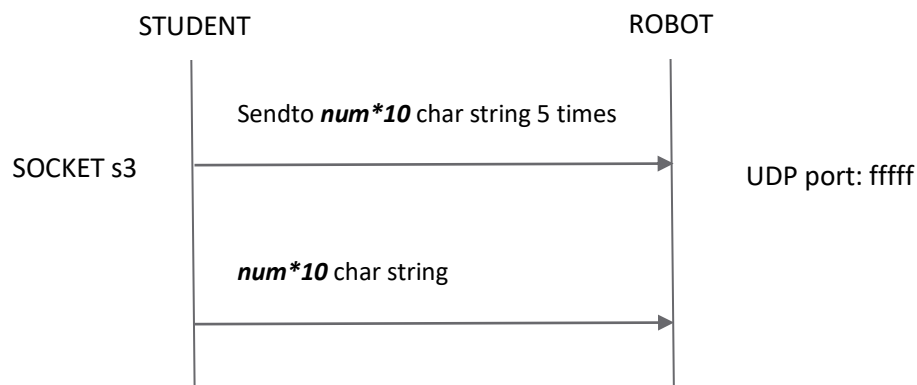 STUDENT
ROBOT
Sendto num*10 char string 5 times
SOCKET s3
UDP port: fffff
num*10 char string